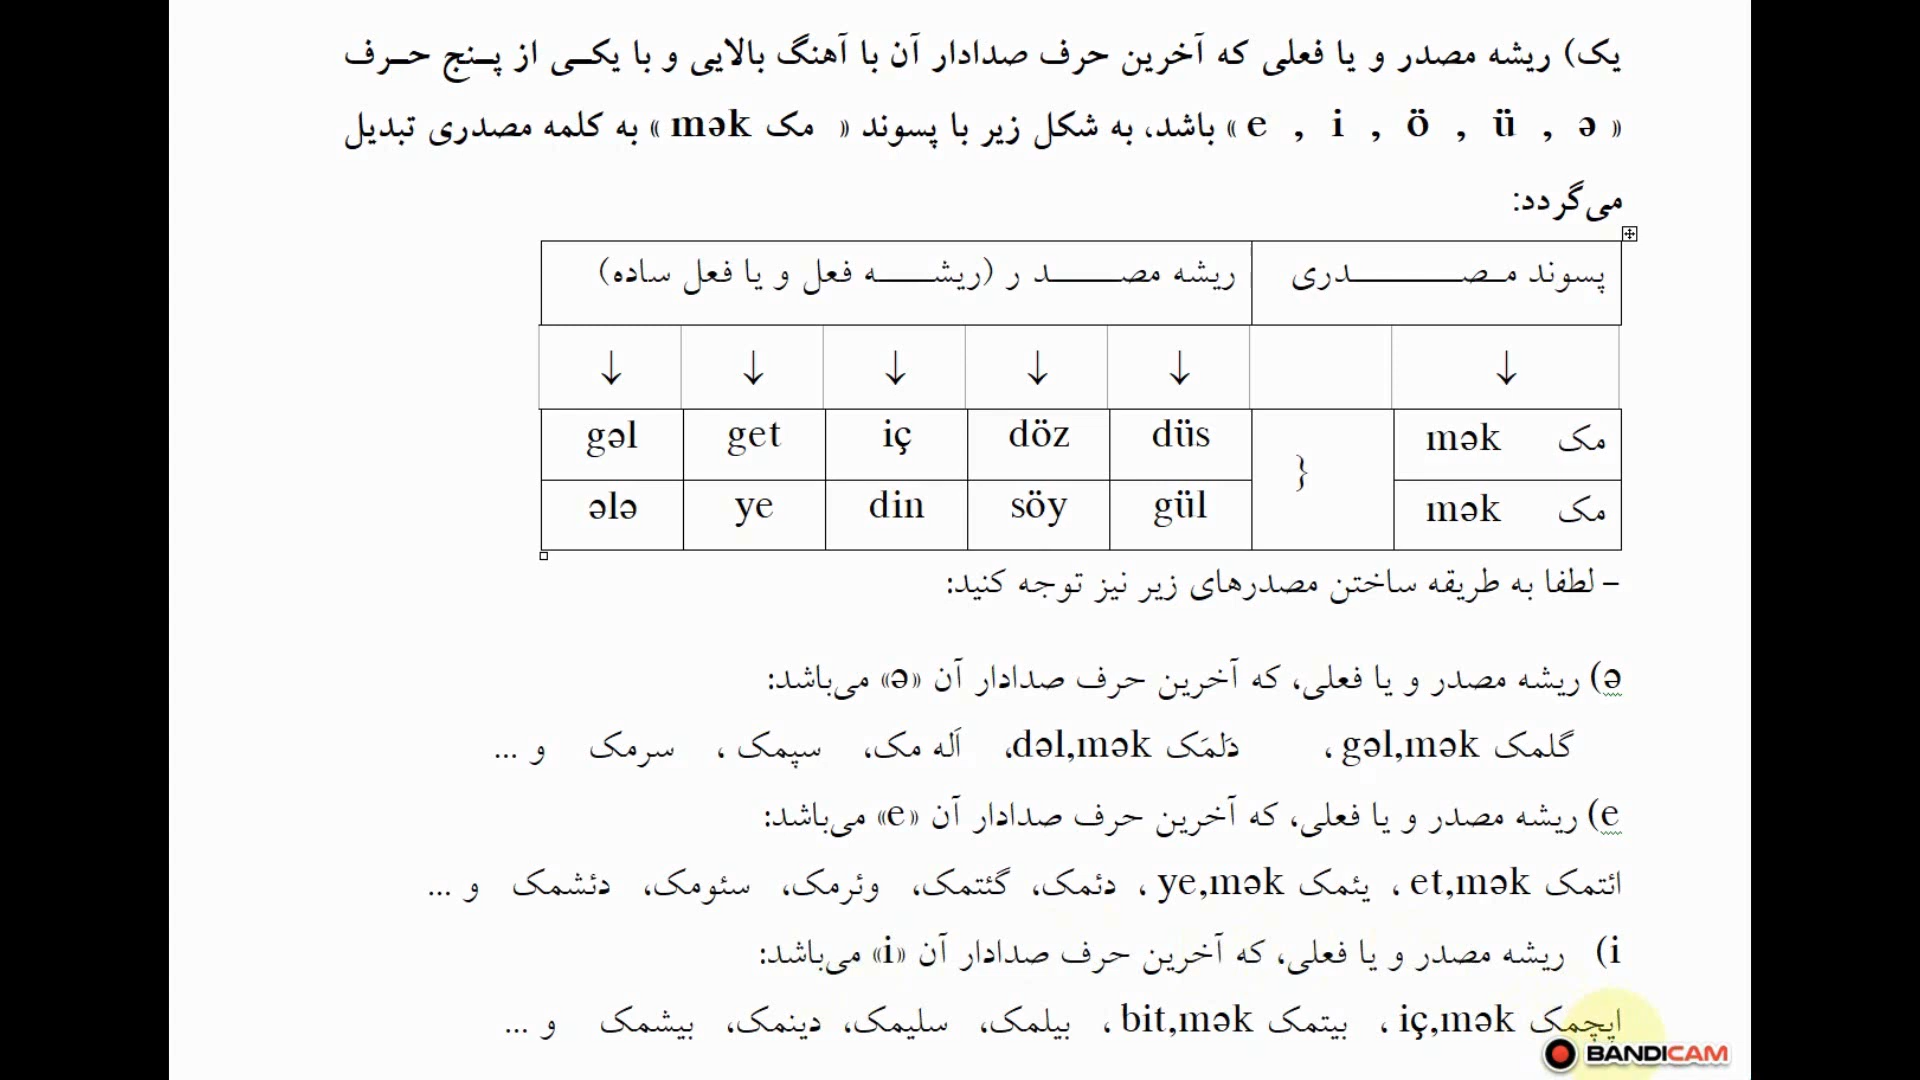 یک) ریشه مصدر و یا فعلی که آخرین حرف صدادار آن با آهنگ بالایی و با یکی از پنج حرف
« e , i , ö , ü , ə » باشد، به شکل زیر با پسوند « مک mək » به کلمه مصدری تبدیل
می‌گردد:
پسوند مصدری ریشه مصد ر (ریشه فعل و یا فعل ساده)
↓ ↓ ↓ ↓ ↓ ↓
gəl get iç döz düs } mək مک
ələ ye din söy gül mək مک
– لطفا به طریقه ساختن مصدرهای زیر نیز توجه کنید:
ə) ریشه مصدر و یا فعلی، که آخرین حرف صدادار آن «ə» می‌باشد:
گلمک gəl,mək ، دَلمَک dəl,mək، اَله مک، سپمک ، سرمک و ...
e) ریشه مصدر و یا فعلی، که آخرین حرف صدادار آن «e» می‌باشد:
ائتمک et,mək ، یئمک ye,mək ، دئمک، گئتمک، وئرمک، سئومک، دئشمک و ...
i) ریشه مصدر و یا فعلی، که آخرین حرف صدادار آن «i» می‌باشد:
ایچمک iç,mək ، بیتمک bit,mək ، بیلمک، سلیمک، دینمک، بیشمک و ...
BANDICAM